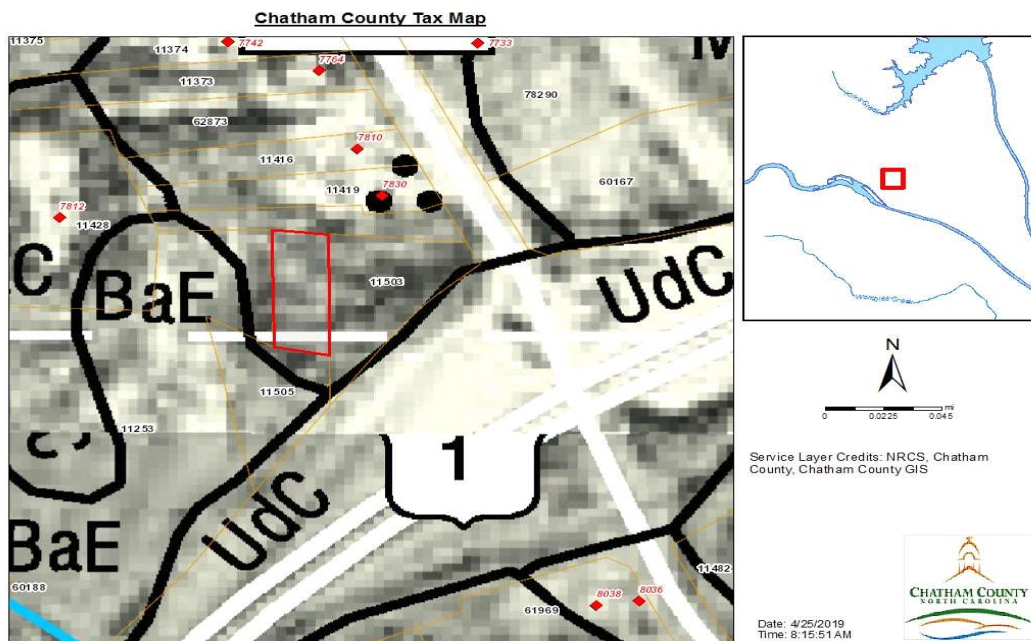 Chatham County Tax Map
11375
11374
7742
7733
11373
7764
78290
62873
7810
11416
60167
11419
7830
7812
11428
C
BaE
11503
UdC
11505
11253
1
UdC
BaE
60188
11482
8038
8036
61969
N
0 0.0225 0.045 mi
Service Layer Credits: NRCS, Chatham
County, Chatham County GIS
CHATHAM COUNTY
NORTH CAROLINA
Date: 4/25/2019
Time: 8:15:51 AM